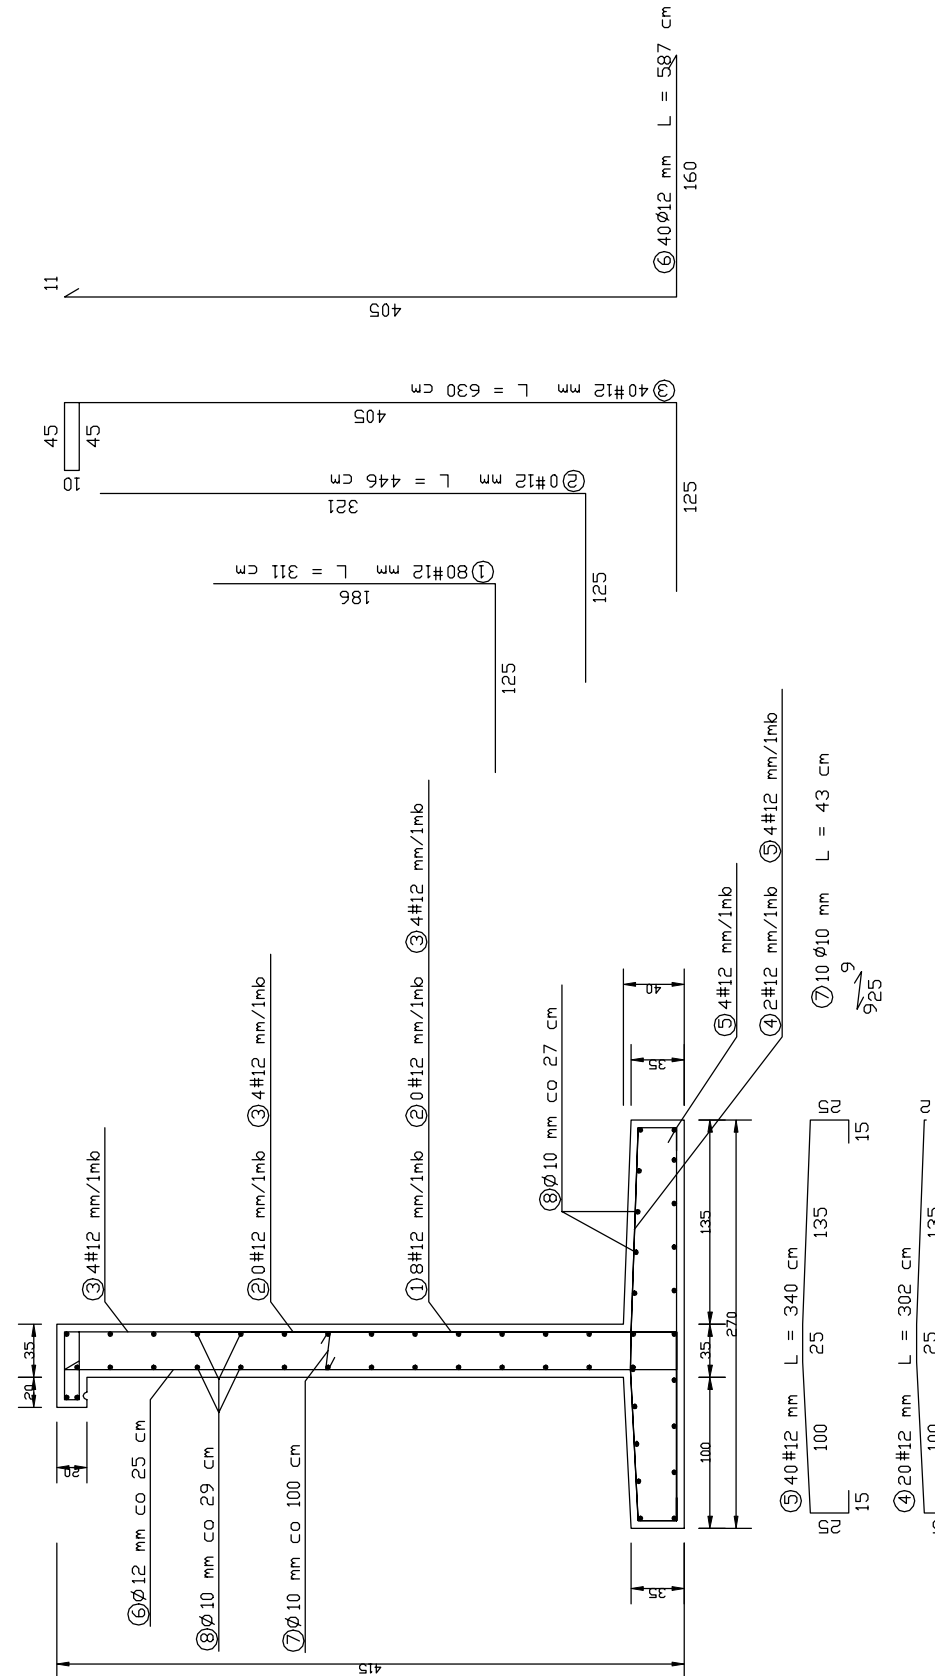 ⑥40Ø12 mm L = 587 cm
160
11
405
③40#12 mm L = 630 cm
405
45
45
10
125
②0#12 mm L = 446 cm
321
125
①80#12 mm L = 311 cm
186
125
③4#12 mm/1mb
②0#12 mm/1mb ③4#12 mm/1mb
①8#12 mm/1mb ②0#12 mm/1mb ③4#12 mm/1mb
⑧Ø10 mm co 27 cm
⑤4#12 mm/1mb
④2#12 mm/1mb ⑤4#12 mm/1mb
⑦10Ø10 mm L = 43 cm
9
9
25
40
35
35
20
20
135
35
100
270
35
415
⑥Ø12 mm co 25 cm
⑧Ø10 mm co 29 cm
⑦Ø10 mm co 100 cm
⑤40#12 mm L = 340 cm
100
25
135
25
15
25
15
④20#12 mm L = 302 cm
100
25
135